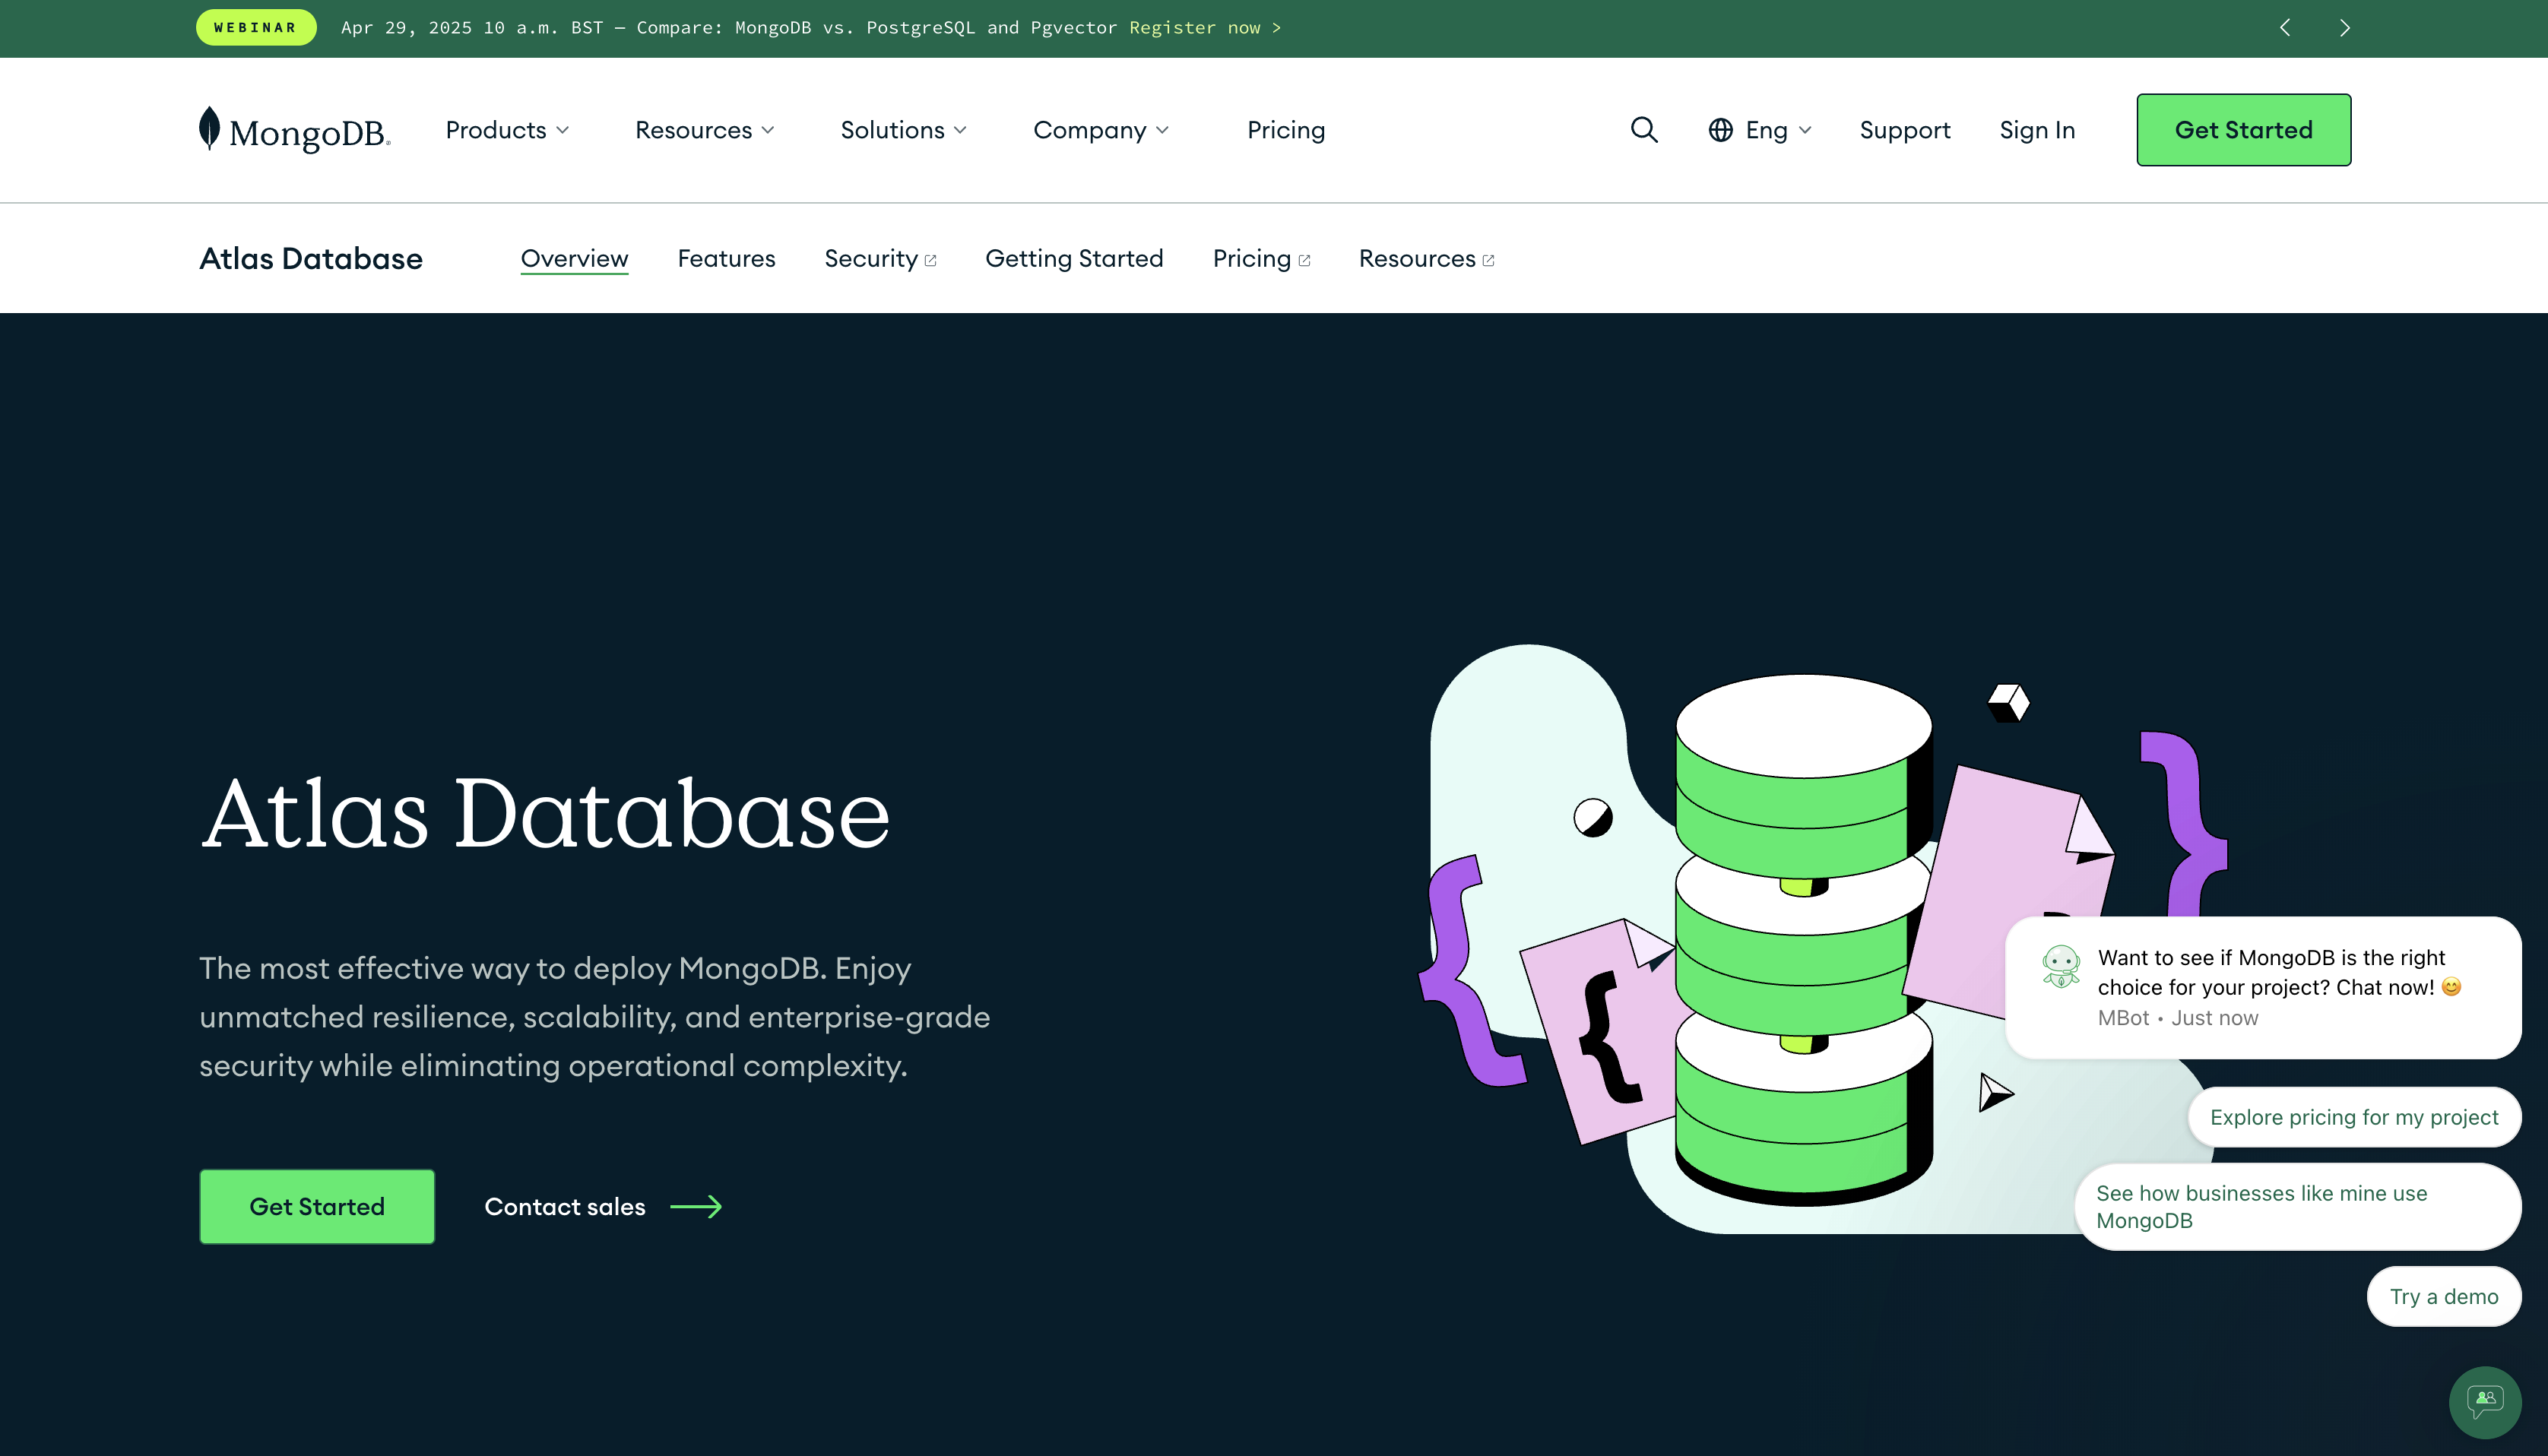 WEBINAR Apr 29, 2025 10 a.m. BST — Compare: MongoDB vs. PostgreSQL and Pgvector Register now >
MongoDB® Products Resources Solutions Company Pricing Eng Support Sign In Get Started
Atlas Database Overview Features Security Getting Started Pricing Resources
Atlas Database
The most effective way to deploy MongoDB. Enjoy
unmatched resilience, scalability, and enterprise-grade
security while eliminating operational complexity.
Get Started Contact sales
{ { }
Want to see if MongoDB is the right
choice for your project? Chat now! 😊
MBot • Just now
Explore pricing for my project
See how businesses like mine use
MongoDB
Try a demo